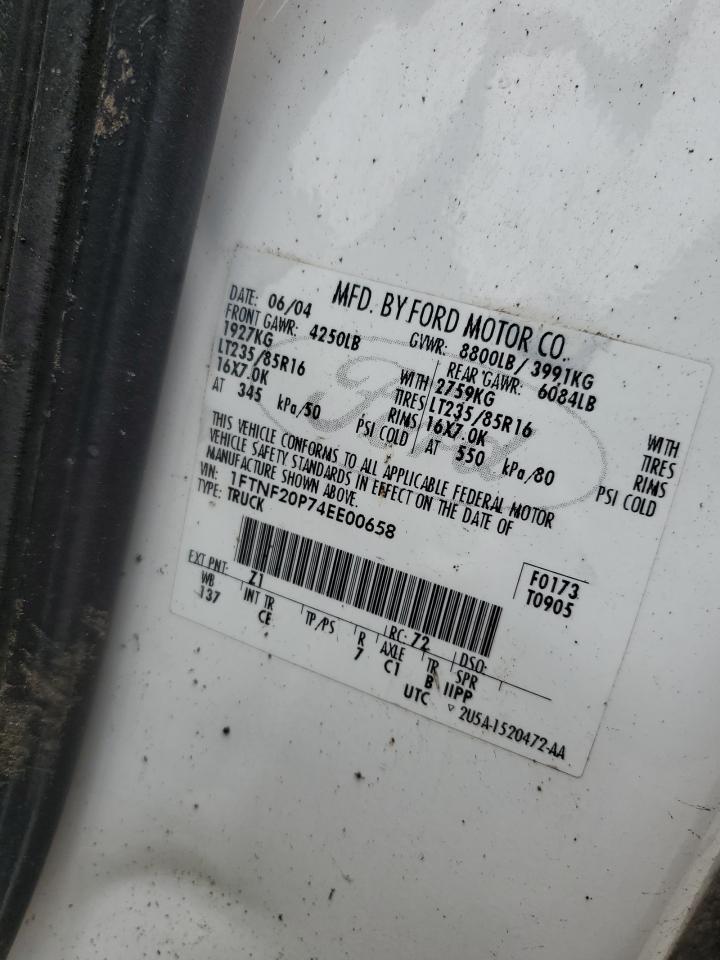 MFD. BY FORD MOTOR CO.
DATE: 06/04 GVWR: 8800LB/ 3991KG
FRONT GAWR: 4250LB REAR GAWR: 6084LB
1927KG WITH 2759KG WITH
LT235/85R16 TIRES LT235/85R16 TIRES
16X7.0K RIMS 16X7.0K RIMS
AT 345 kPa/50 PSI COLD AT 550 kPa/80 PSI COLD
THIS VEHICLE CONFORMS TO ALL APPLICABLE FEDERAL MOTOR
VEHICLE SAFETY STANDARDS IN EFFECT ON THE DATE OF
MANUFACTURE SHOWN ABOVE.
VIN: 1FTNF20P74EE00658
TYPE: TRUCK
F0173
T0905
EXT PNT: Z1 RC: 72 DSO:
WB INT TR TP/PS R AXLE TR SPR
137 CE 7 C1 B IIPP
UTC ▽ 2U5A-1520472-AA
Ford